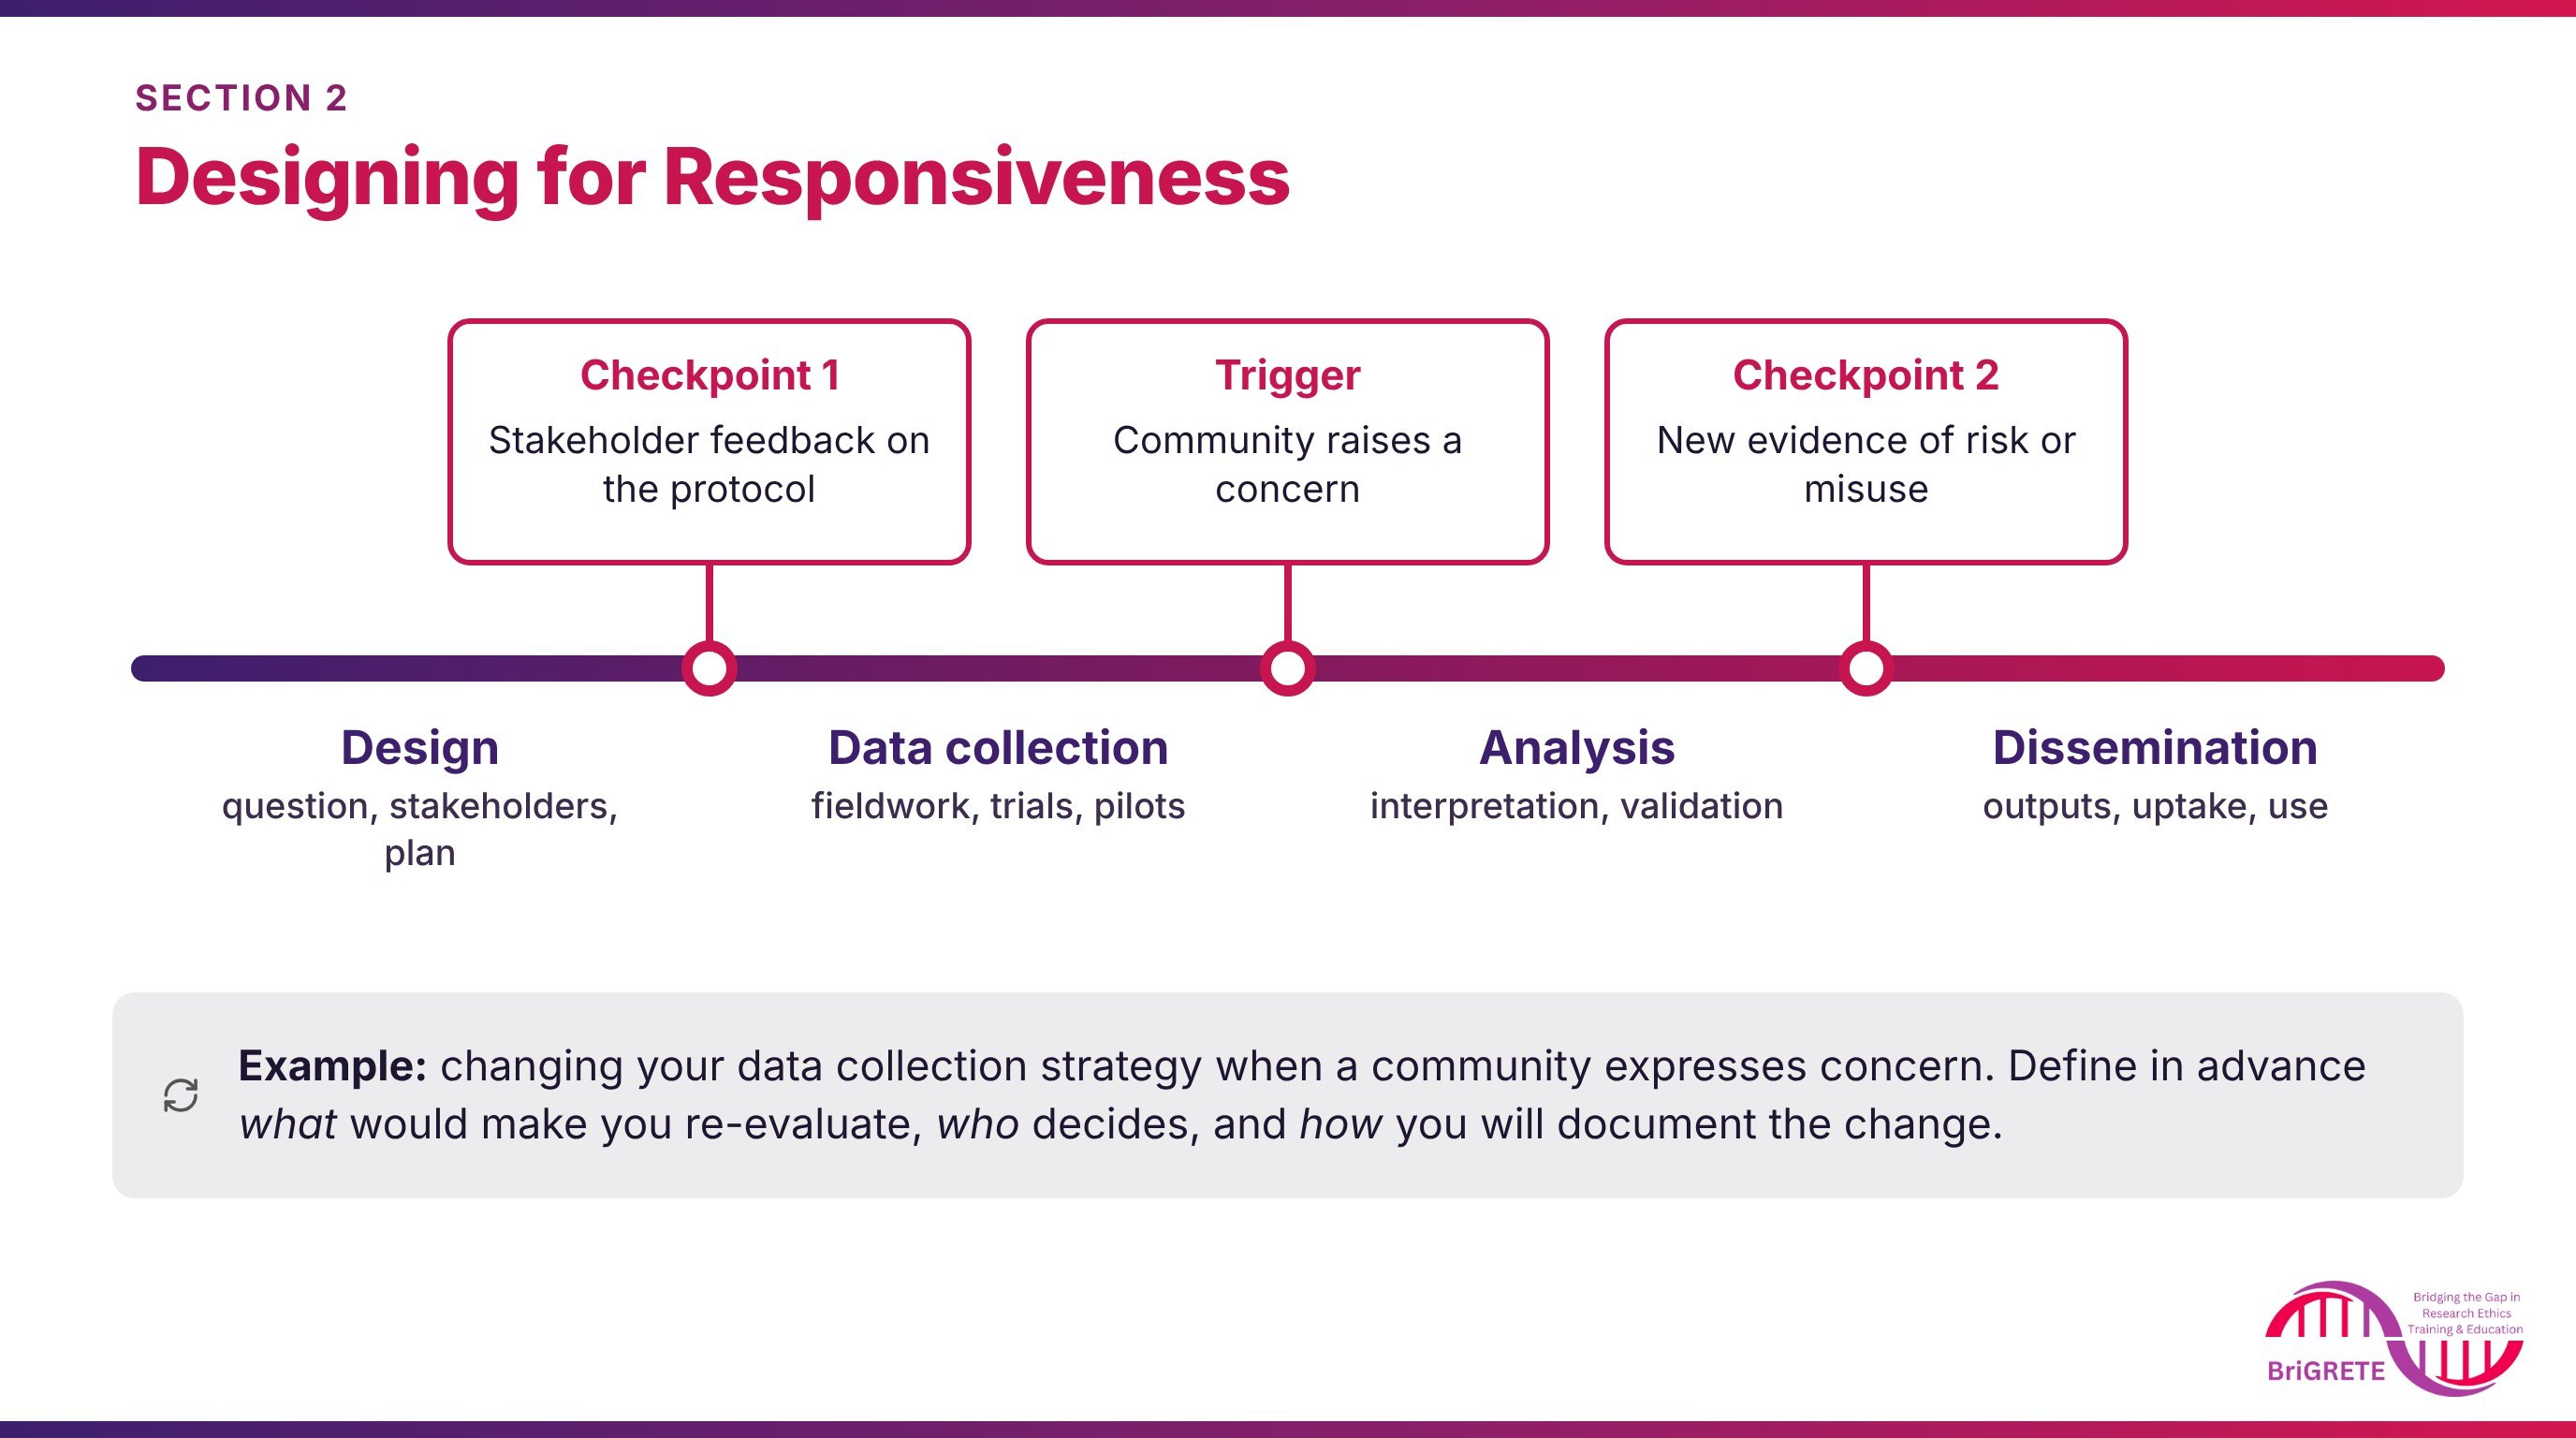 SECTION 2
Designing for Responsiveness
Checkpoint 1
Stakeholder feedback on
the protocol
Trigger
Community raises a
concern
Checkpoint 2
New evidence of risk or
misuse
Design
question, stakeholders,
plan
Data collection
fieldwork, trials, pilots
Analysis
interpretation, validation
Dissemination
outputs, uptake, use
Example: changing your data collection strategy when a community expresses concern. Define in advance
what would make you re-evaluate, who decides, and how you will document the change.
Bridging the Gap in
Research Ethics
Training & Education
BriGRETE